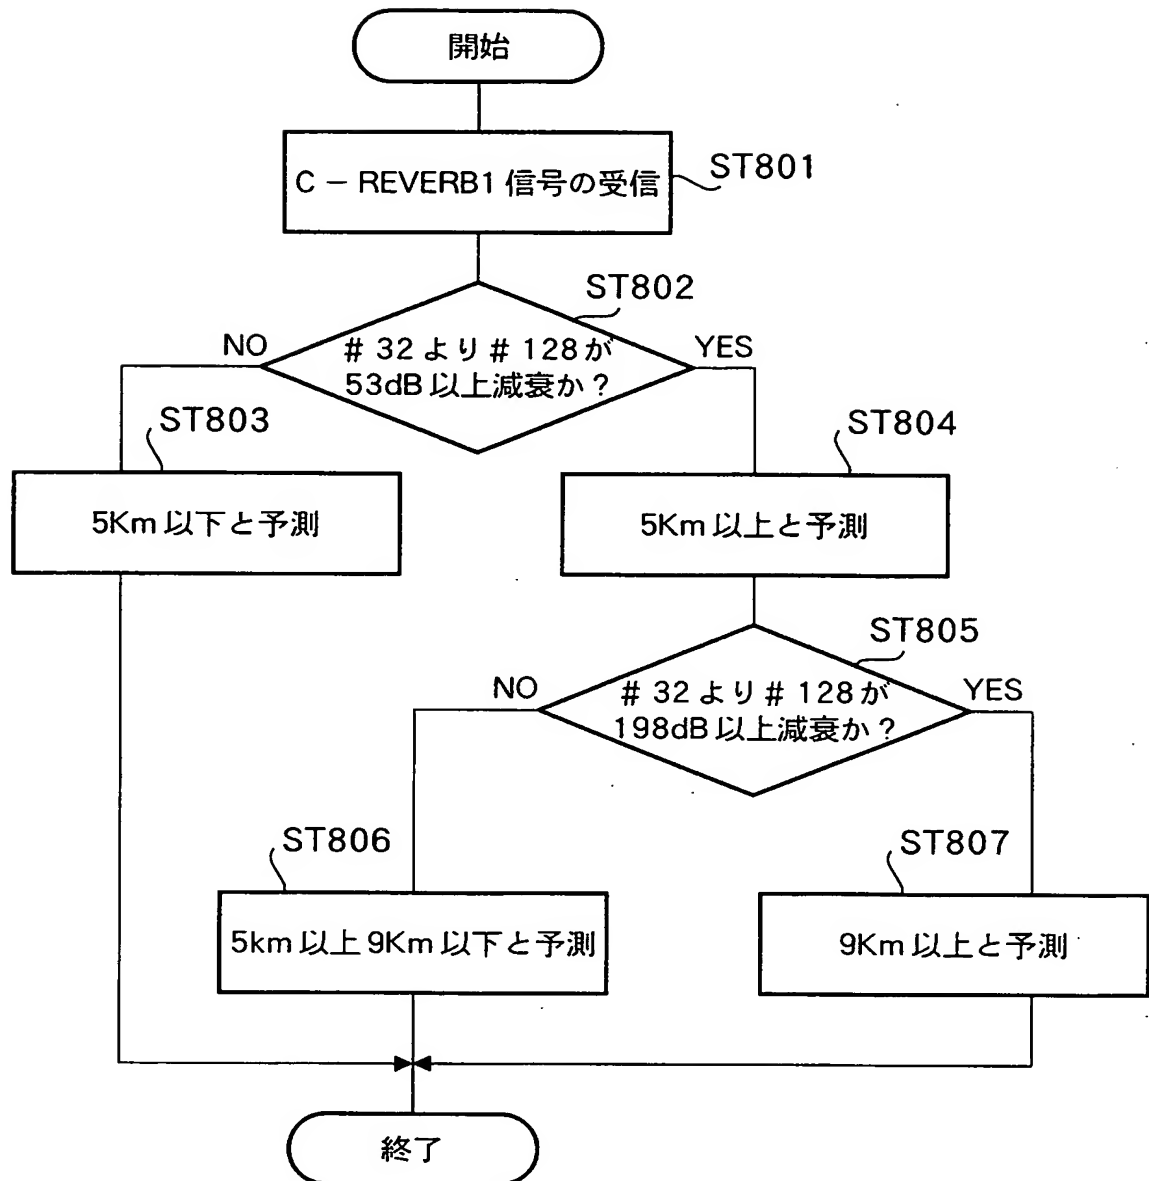 開始
C － REVERB1 信号の受信
ST801
ST802
NO
YES
# 32 より # 128 が
53dB 以上減衰か？
ST803
ST804
5Km 以下と予測
5Km 以上と予測
ST805
NO
YES
# 32 より # 128 が
198dB 以上減衰か？
ST806
ST807
5km 以上 9Km 以下と予測
9Km 以上と予測
終了